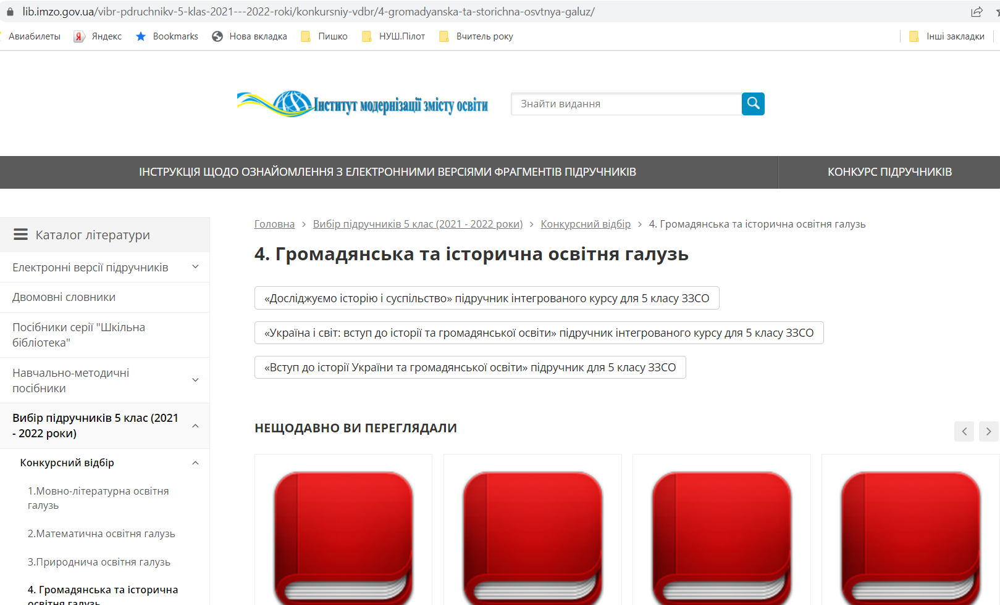 lib.imzo.gov.ua/vibr-pdruchnikv-5-klas-2021---2022-roki/konkursniy-vdbr/4-gromadyanska-ta-storichna-osvtnya-galuz/
Авиабилеты
Я
Яндекс
Bookmarks
Нова вкладка
Пишко
НУШ.Пілот
Вчитель року
Інші закладки
Інститут модернізації змісту освіти
Знайти видання
ІНСТРУКЦІЯ ЩОДО ОЗНАЙОМЛЕННЯ З ЕЛЕКТРОННИМИ ВЕРСІЯМИ ФРАГМЕНТІВ ПІДРУЧНИКІВ
КОНКУРС ПІДРУЧНИКІВ
Каталог літератури
Електронні версії підручників
Двомовні словники
Посібники серії "Шкільна
бібліотека"
Навчально-методичні
посібники
Вибір підручників 5 клас (2021
- 2022 роки)
Конкурсний відбір
1.Мовно-літературна освітня
галузь
2.Математична освітня галузь
3.Природнича освітня галузь
4. Громадянська та історична
освітня галузь
Головна > Вибір підручників 5 клас (2021 - 2022 роки) > Конкурсний відбір > 4. Громадянська та історична освітня галузь
4. Громадянська та історична освітня галузь
«Досліджуємо історію і суспільство» підручник інтегрованого курсу для 5 класу ЗЗСО
«Україна і світ: вступ до історії та громадянської освіти» підручник інтегрованого курсу для 5 класу ЗЗСО
«Вступ до історії України та громадянської освіти» підручник для 5 класу ЗЗСО
НЕЩОДАВНО ВИ ПЕРЕГЛЯДАЛИ